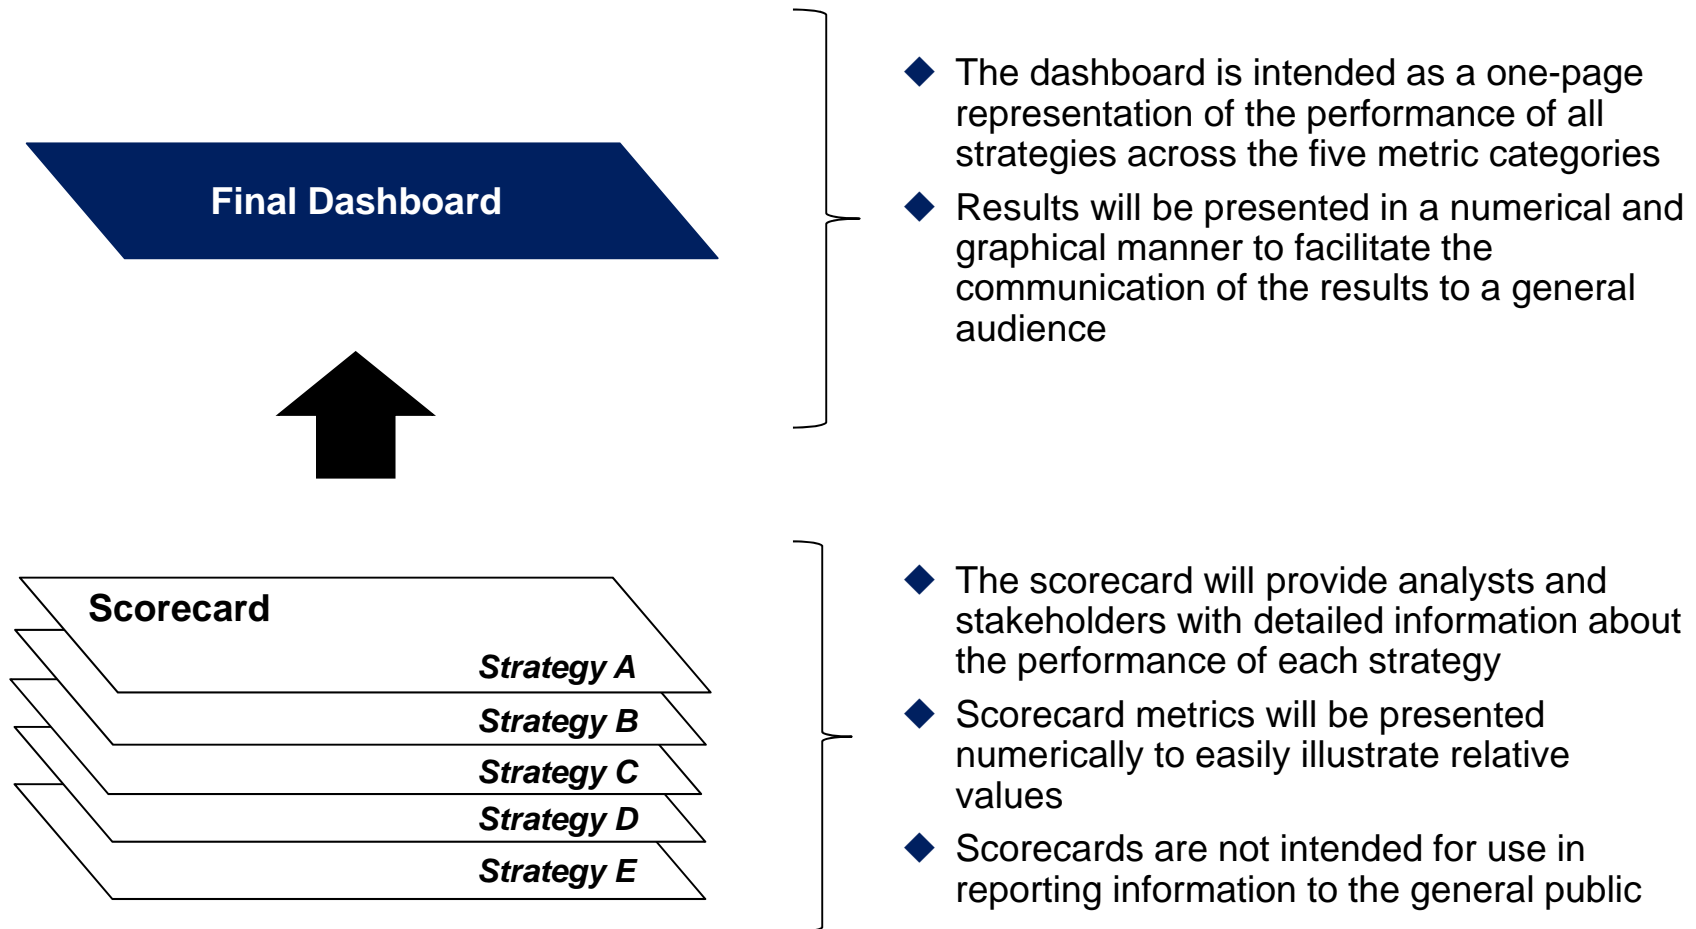 Final Dashboard
The dashboard is intended as a one-page
representation of the performance of all
strategies across the five metric categories
Results will be presented in a numerical and
graphical manner to facilitate the
communication of the results to a general
audience
Scorecard
Strategy A
Strategy B
Strategy C
Strategy D
Strategy E
The scorecard will provide analysts and
stakeholders with detailed information about
the performance of each strategy
Scorecard metrics will be presented
numerically to easily illustrate relative
values
Scorecards are not intended for use in
reporting information to the general public